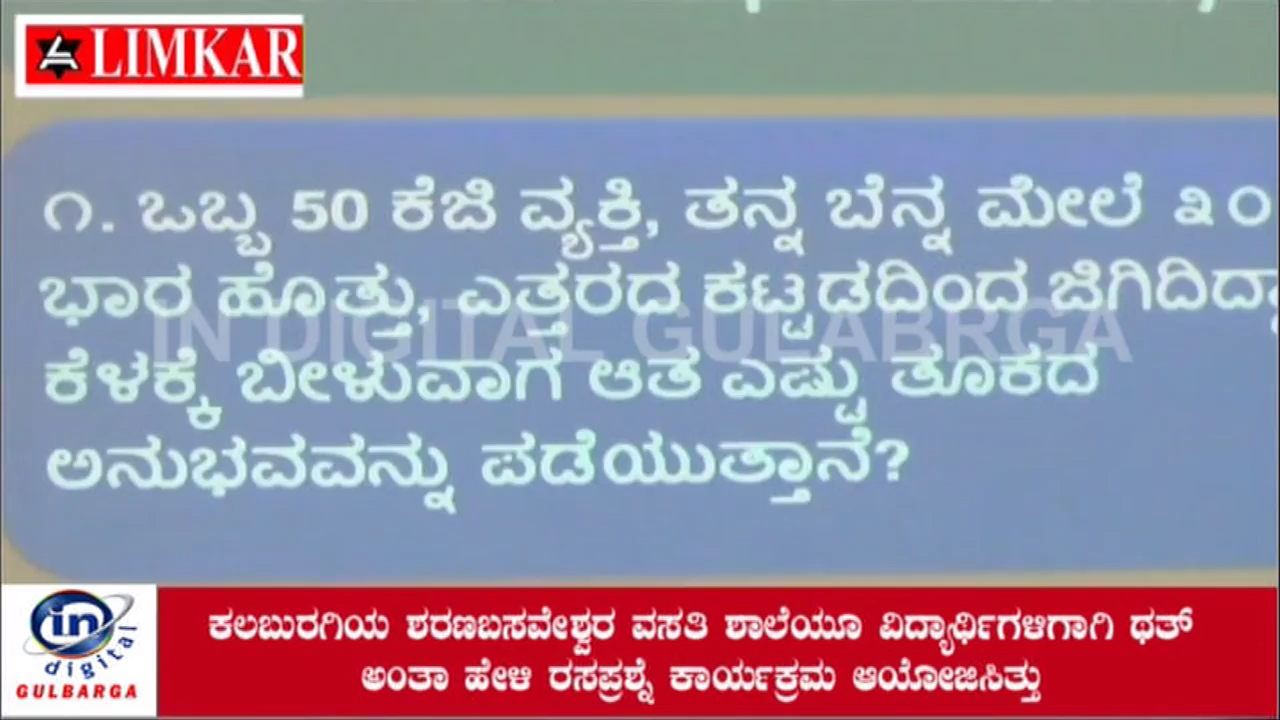 LIMKAR
೧. ಒಬ್ಬ 50 ಕೆಜಿ ವ್ಯಕ್ತಿ, ತನ್ನ ಬೆನ್ನ ಮೇಲೆ ೩೦
ಭಾರ ಹೊತ್ತು, ಎತ್ತರದ ಕಟ್ಟಡದಿಂದ
ಕೆಳಕ್ಕೆ ಬೀಳುವಾಗ ಆತ ಎಷ್ಟು ತೂಕದ
ಅನುಭವವನ್ನು ಪಡೆಯುತ್ತಾನೆ?
IN DIGITAL GULABRGA
in
digital
GULBARGA
ಕಲಬುರಗಿಯ ಶರಣಬಸವೇಶ್ವರ ವಸತಿ ಶಾಲೆಯೂ ವಿದ್ಯಾರ್ಥಿಗಳಿಗಾಗಿ ಥತ್
ಅಂತಾ ಹೇಳಿ ರಸಪ್ರಶ್ನೆ ಕಾರ್ಯಕ್ರಮ ಆಯೋಜಿಸಿತ್ತು